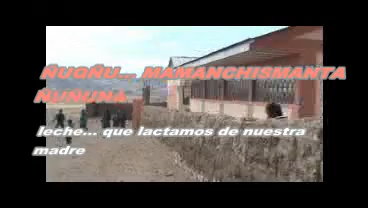 ÑUQÑU... MAMANCHISMANTA
ÑUÑUNA
leche... que lactamos de nuestra
madre